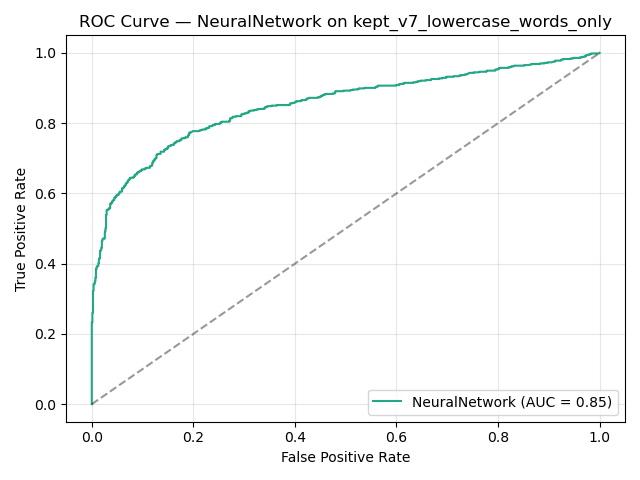 ROC Curve — NeuralNetwork on kept_v7_lowercase_words_only
True Positive Rate
1.0
0.8
0.6
0.4
0.2
0.0
NeuralNetwork (AUC = 0.85)
0.0 0.2 0.4 0.6 0.8 1.0
False Positive Rate